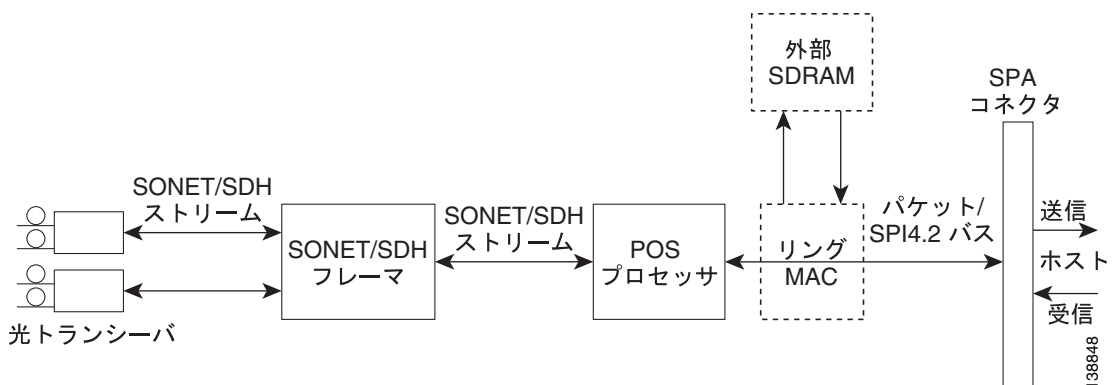 外部
SDRAM
SPA
コネクタ
SONET/SDH
ストリーム
SONET/SDH
フレーマ
SONET/SDH
ストリーム
POS
プロセッサ
リング
MAC
パケット/
SPI4.2 バス
送信
ホスト
受信
光トランシーバ
138848